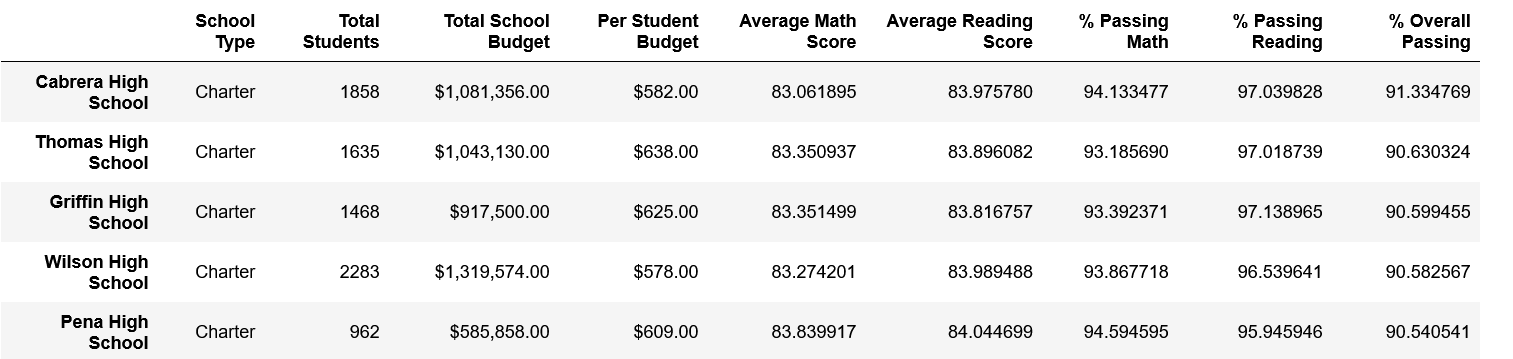 School Type Total Students Total School Budget Per Student Budget Average Math Score Average Reading Score % Passing Math % Passing Reading % Overall Passing
Cabrera High School Charter 1858 $1,081,356.00 $582.00 83.061895 83.975780 94.133477 97.039828 91.334769
Thomas High School Charter 1635 $1,043,130.00 $638.00 83.350937 83.896082 93.185690 97.018739 90.630324
Griffin High School Charter 1468 $917,500.00 $625.00 83.351499 83.816757 93.392371 97.138965 90.599455
Wilson High School Charter 2283 $1,319,574.00 $578.00 83.274201 83.989488 93.867718 96.539641 90.582567
Pena High School Charter 962 $585,858.00 $609.00 83.839917 84.044699 94.594595 95.945946 90.540541